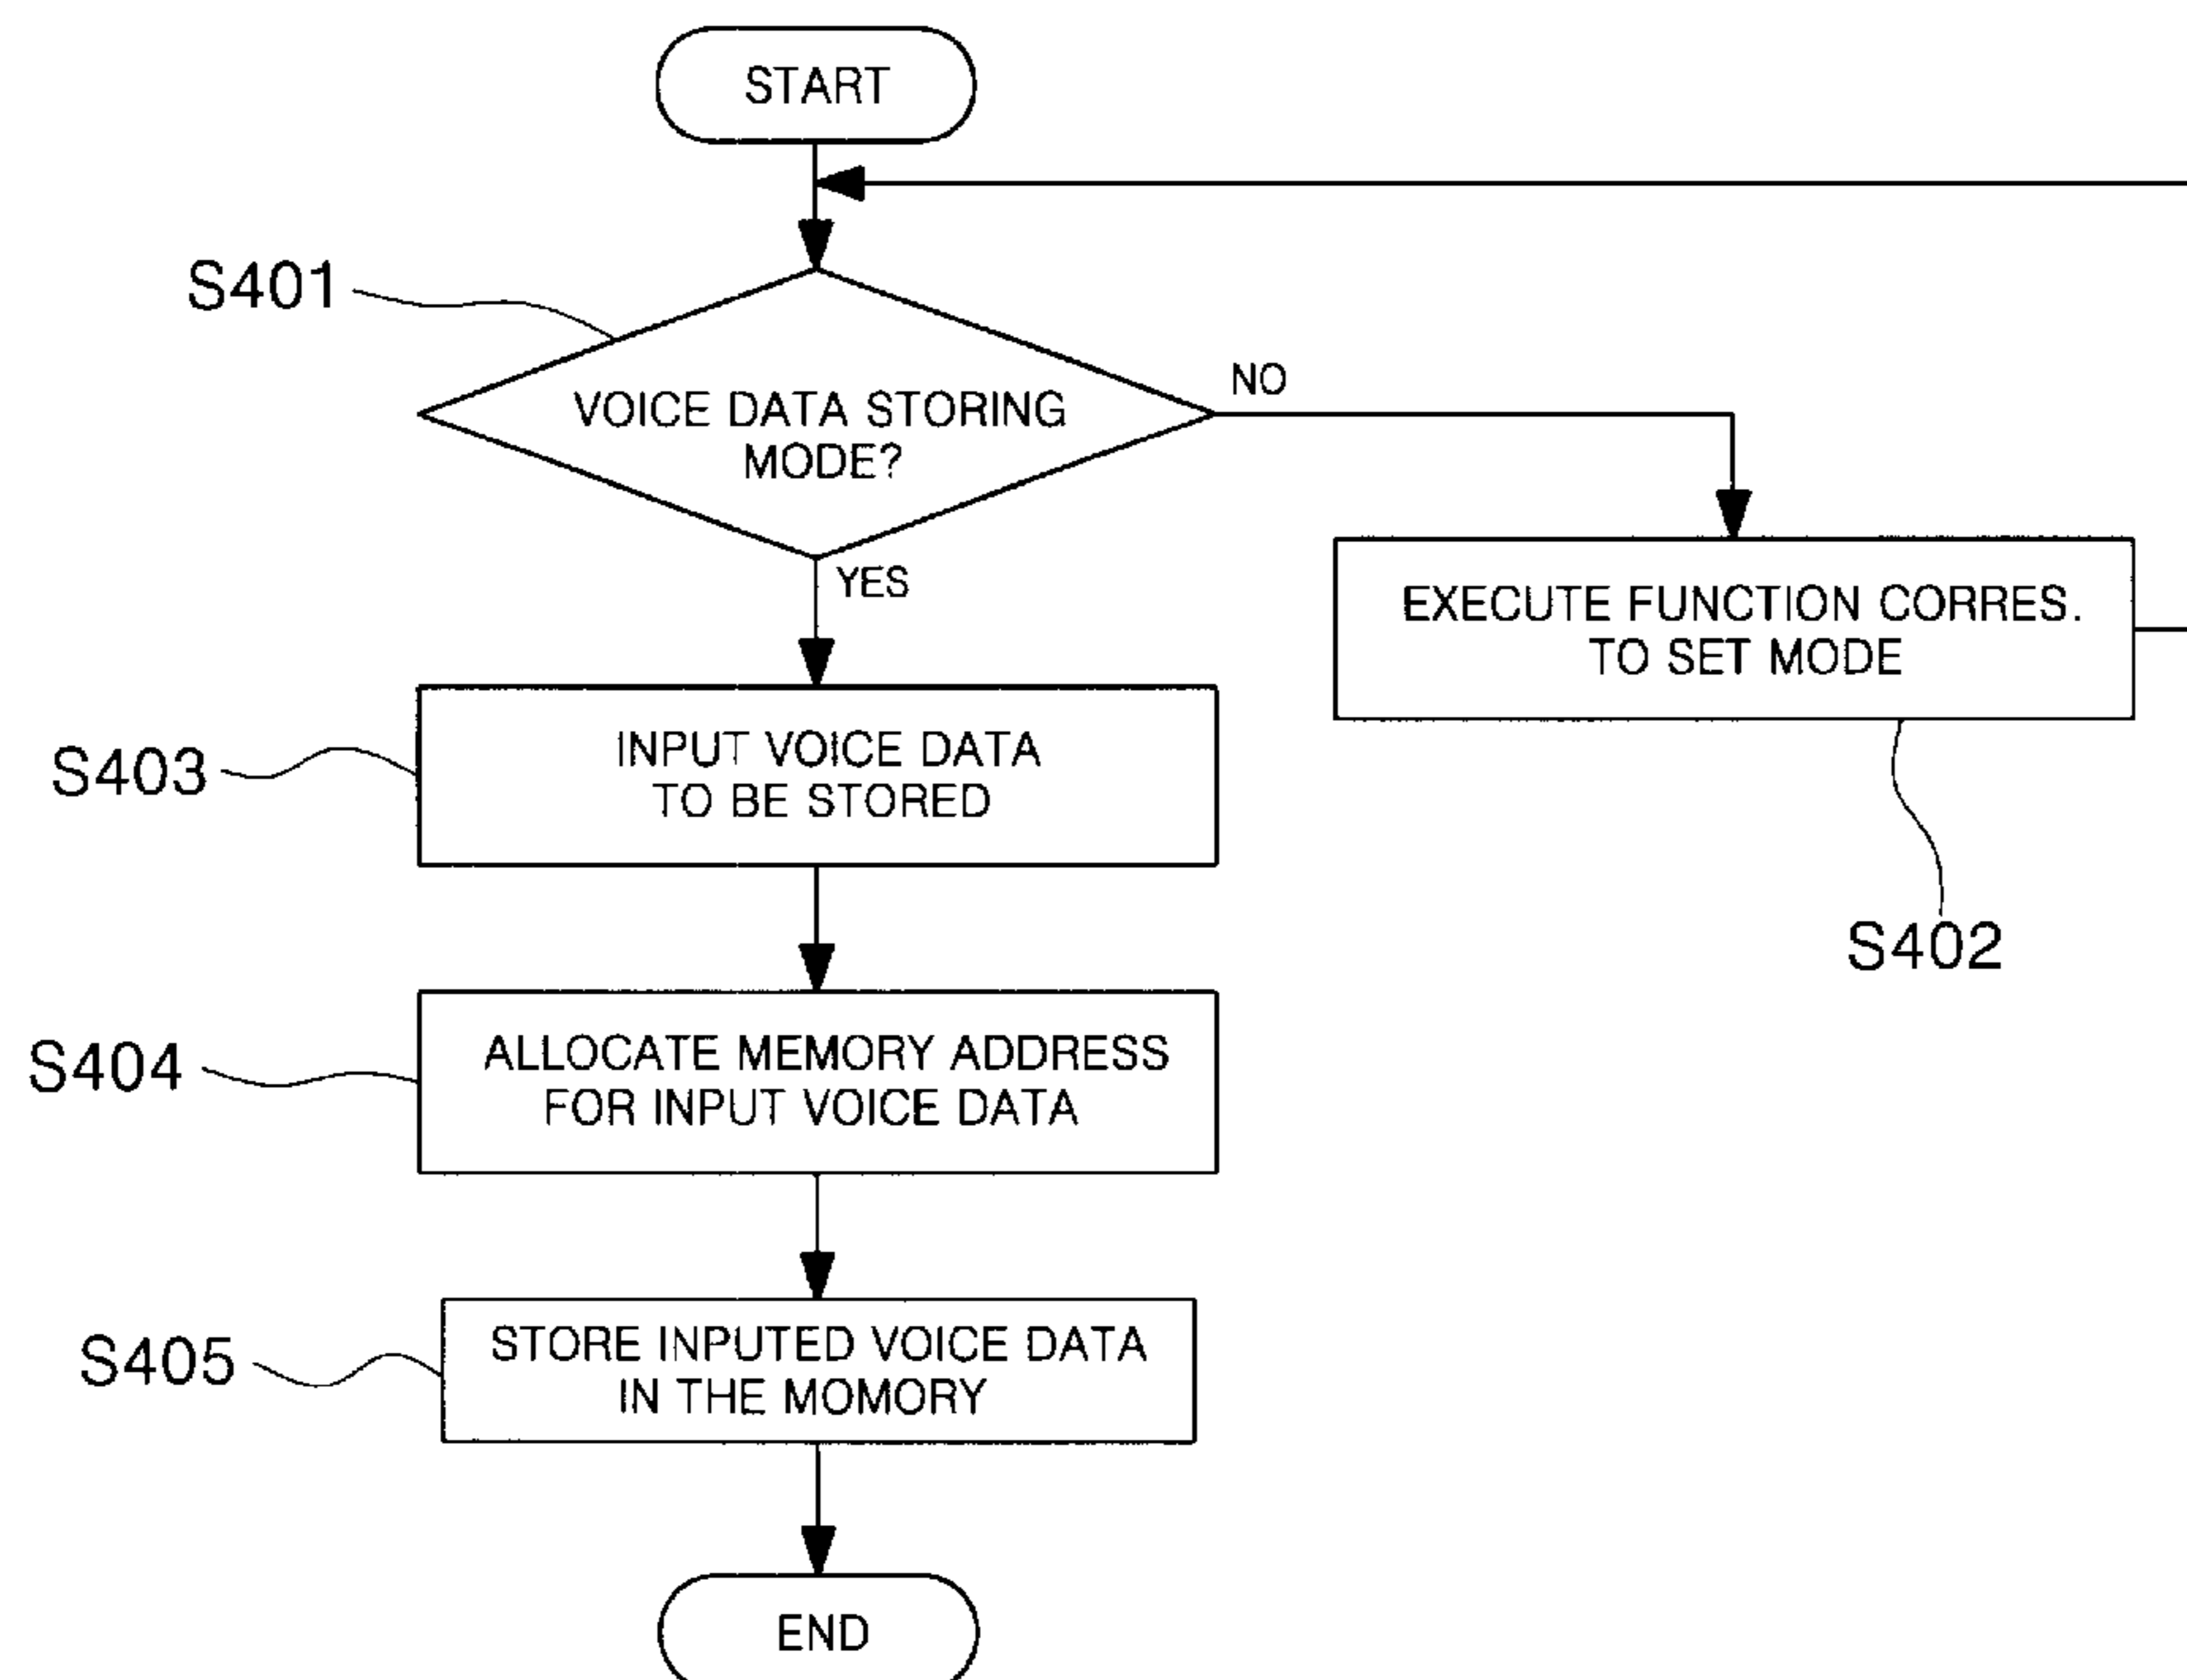 START
S401
VOICE DATA STORING
MODE?
NO
YES
EXECUTE FUNCTION CORRES.
TO SET MODE
S402
S403
INPUT VOICE DATA
TO BE STORED
S404
ALLOCATE MEMORY ADDRESS
FOR INPUT VOICE DATA
S405
STORE INPUTED VOICE DATA
IN THE MOMORY
END